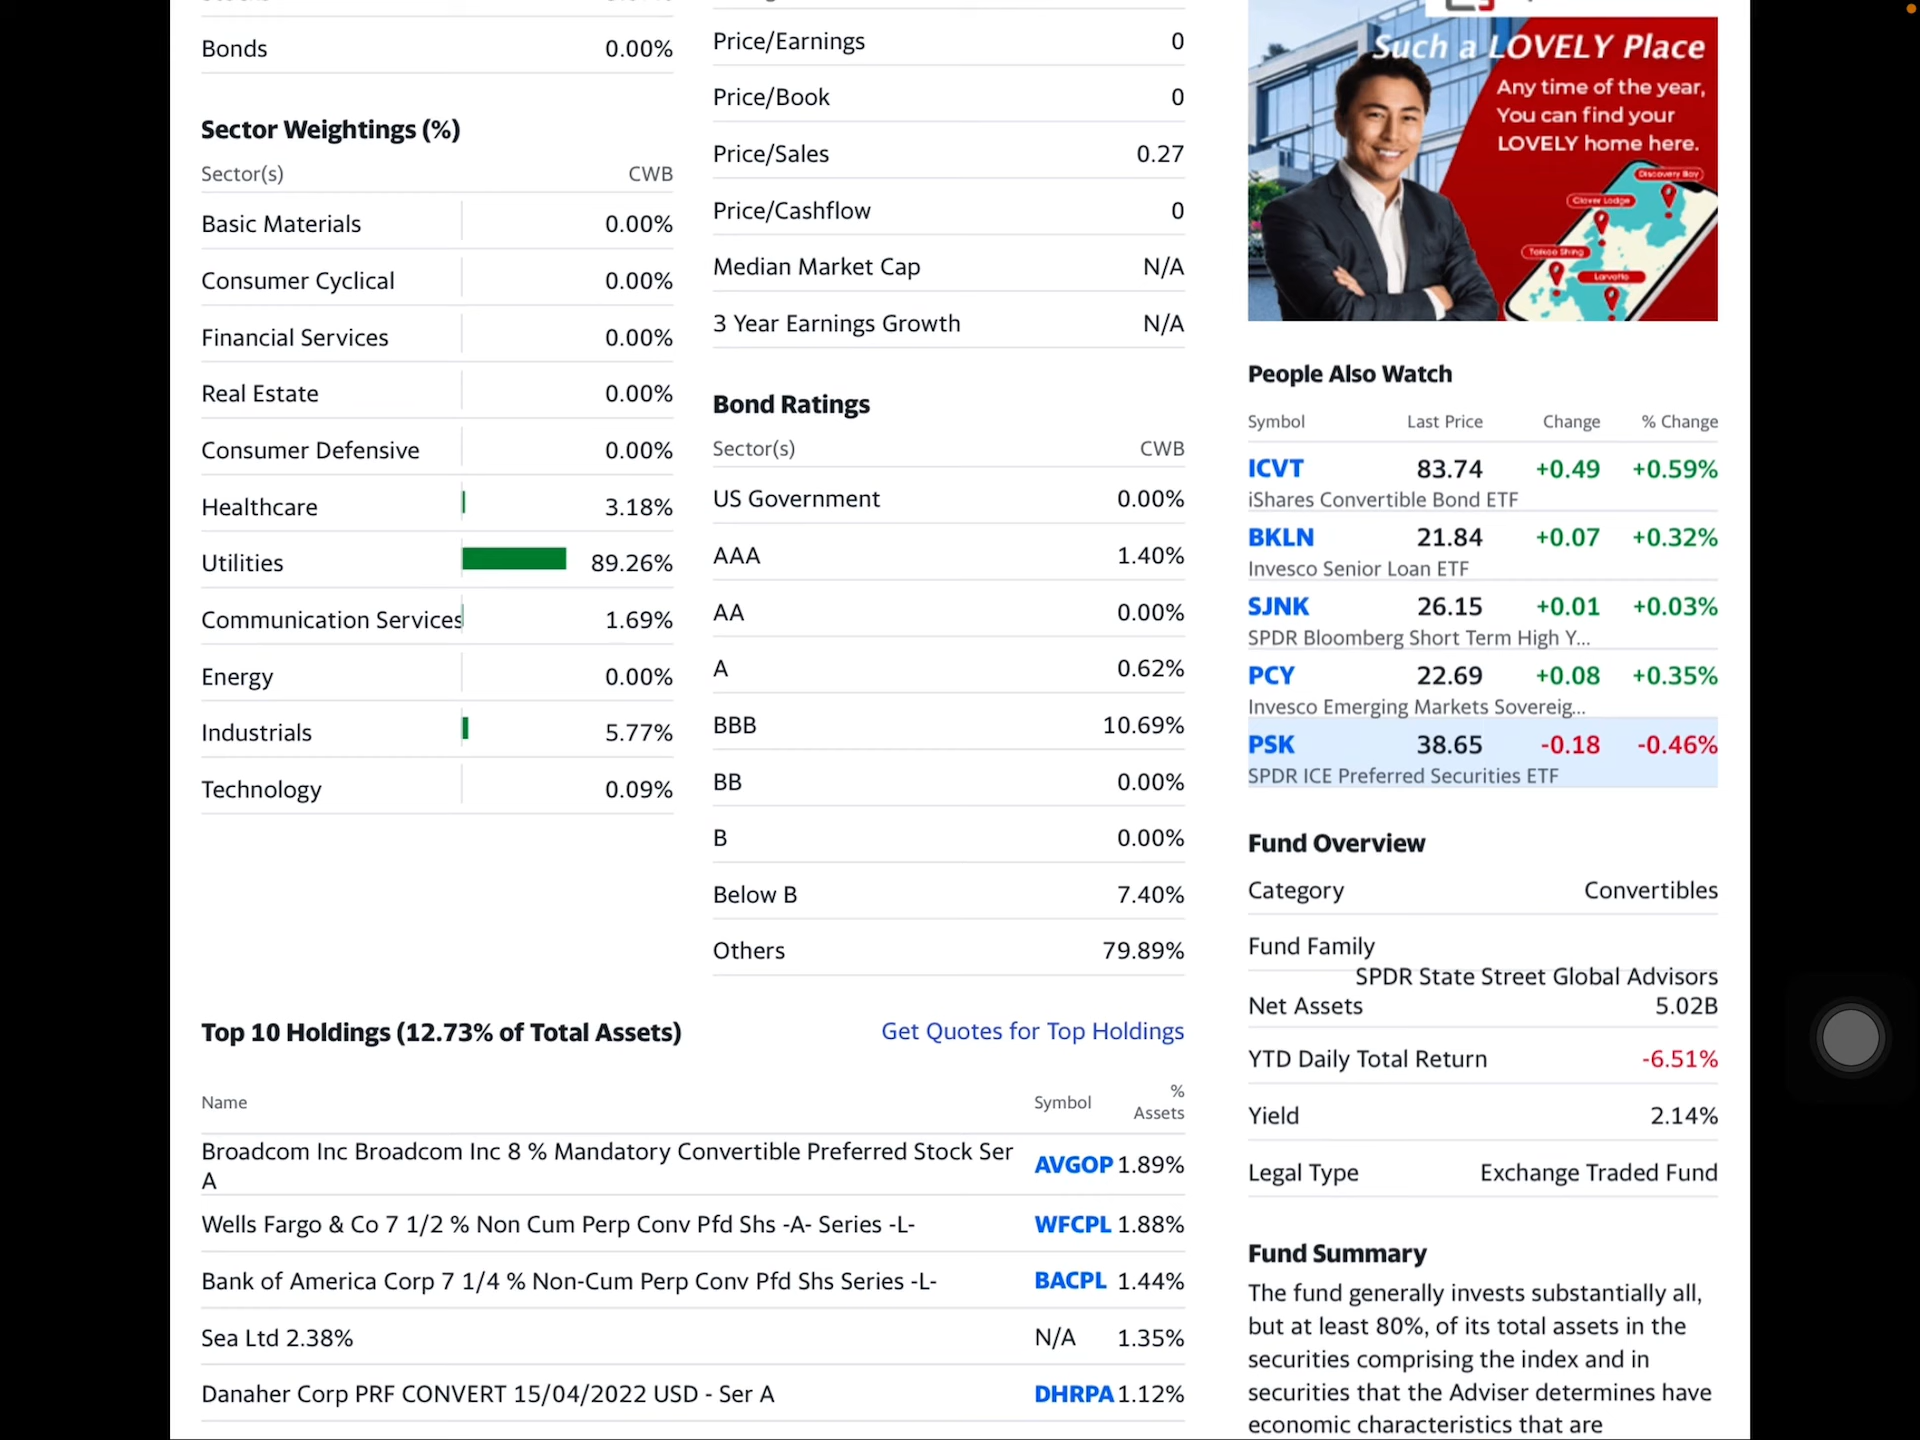 Bonds 0.00%
Sector Weightings (%)
Sector(s) CWB
Basic Materials 0.00%
Consumer Cyclical 0.00%
Financial Services 0.00%
Real Estate 0.00%
Consumer Defensive 0.00%
Healthcare 3.18%
Utilities 89.26%
Communication Services 1.69%
Energy 0.00%
Industrials 5.77%
Technology 0.09%
Price/Earnings 0
Price/Book 0
Price/Sales 0.27
Price/Cashflow 0
Median Market Cap N/A
3 Year Earnings Growth N/A
Bond Ratings
Sector(s) CWB
US Government 0.00%
AAA 1.40%
AA 0.00%
A 0.62%
BBB 10.69%
BB 0.00%
B 0.00%
Below B 7.40%
Others 79.89%
Top 10 Holdings (12.73% of Total Assets) Get Quotes for Top Holdings
Name Symbol % Assets
Broadcom Inc Broadcom Inc 8 % Mandatory Convertible Preferred Stock Ser
A AVGOP 1.89%
Wells Fargo & Co 7 1/2 % Non Cum Perp Conv Pfd Shs -A- Series -L- WFCPL 1.88%
Bank of America Corp 7 1/4 % Non-Cum Perp Conv Pfd Shs Series -L- BACPL 1.44%
Sea Ltd 2.38% N/A 1.35%
Danaher Corp PRF CONVERT 15/04/2022 USD - Ser A DHRPA 1.12%
Such a LOVELY Place
Any time of the year,
You can find your
LOVELY home here.
Discovery Bay
Clover Lodge
Taikoo Shing
Larvotto
People Also Watch
Symbol Last Price Change % Change
ICVT 83.74 +0.49 +0.59%
iShares Convertible Bond ETF
BKLN 21.84 +0.07 +0.32%
Invesco Senior Loan ETF
SJNK 26.15 +0.01 +0.03%
SPDR Bloomberg Short Term High Y...
PCY 22.69 +0.08 +0.35%
Invesco Emerging Markets Sovereig...
PSK 38.65 -0.18 -0.46%
SPDR ICE Preferred Securities ETF
Fund Overview
Category Convertibles
Fund Family
SPDR State Street Global Advisors
Net Assets 5.02B
YTD Daily Total Return -6.51%
Yield 2.14%
Legal Type Exchange Traded Fund
Fund Summary
The fund generally invests substantially all,
but at least 80%, of its total assets in the
securities comprising the index and in
securities that the Adviser determines have
economic characteristics that are